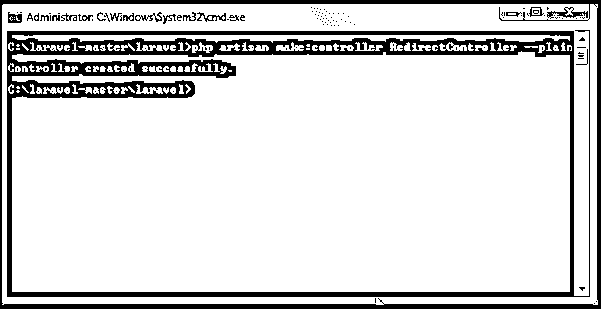 Administrator: C:\Windows\System32\cmd.exe
C:\laravel-master\laravel>php artisan make:controller RedirectController --plain
Controller created successfully.
C:\laravel-master\laravel>